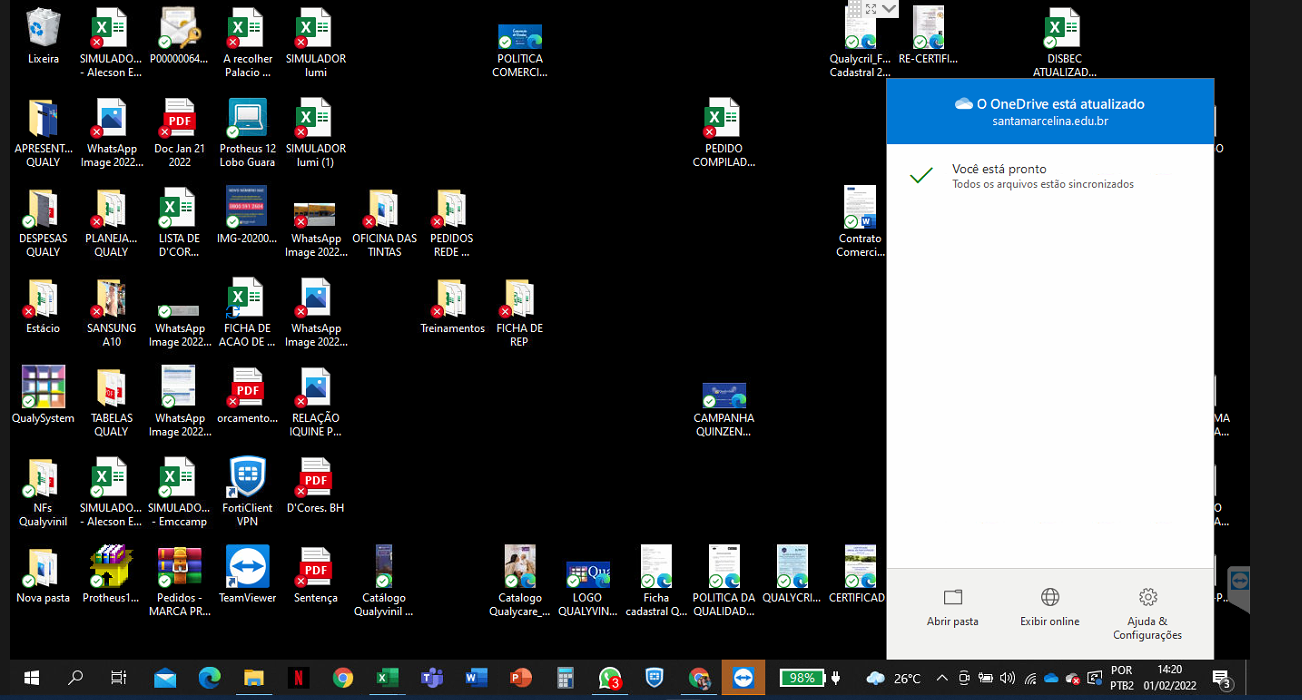 Lixeira
SIMULADO...
- Alecson E...
P00000064...
A recolher
Palacio ...
SIMULADOR
lumi
POLITICA
COMERCI...
Qualycril_F...
Cadastral 2...
RE-CERTIFI...
DISBEC
ATUALIZAD...
APRESENT...
QUALY
WhatsApp
Image 2022...
PDF
Doc Jan 21
2022
Protheus 12
Lobo Guara
SIMULADOR
lumi (1)
PEDIDO
COMPILAD...
DESPESAS
QUALY
PLANEJA...
QUALY
LISTA DE
D'COR...
IMG-20200...
WhatsApp
Image 2022...
OFICINA DAS
TINTAS
PEDIDOS
REDE ...
Contrato
Comerci...
Estácio
SANSUNG
A10
WhatsApp
Image 2022...
FICHA DE
ACAO DE ...
WhatsApp
Image 2022...
Treinamentos
FICHA DE
REP
QualySystem
TABELAS
QUALY
WhatsApp
Image 2022...
PDF
orcamento...
RELAÇÃO
IQUINE P...
CAMPANHA
QUINZEN...
NFs
Qualyvinil
SIMULADO...
- Alecson E...
SIMULADO...
- Emccamp
FortiClient
VPN
PDF
D'Cores. BH
Nova pasta
Protheus1...
Pedidos -
MARCA PR...
TeamViewer
PDF
Sentença
Catálogo
Qualyvinil ...
Catalogo
Qualycare_...
LOGO
QUALYVIN...
Ficha
cadastral Q...
POLITICA DA
QUALIDAD...
QUALYCRI...
CERTIFICAD
O OneDrive está atualizado
santamarcelina.edu.br
Você está pronto
Todos os arquivos estão sincronizados
Abrir pasta
Exibir online
Ajuda &
Configurações
98%
26°C
POR
PTB2
14:20
01/02/2022
3
3